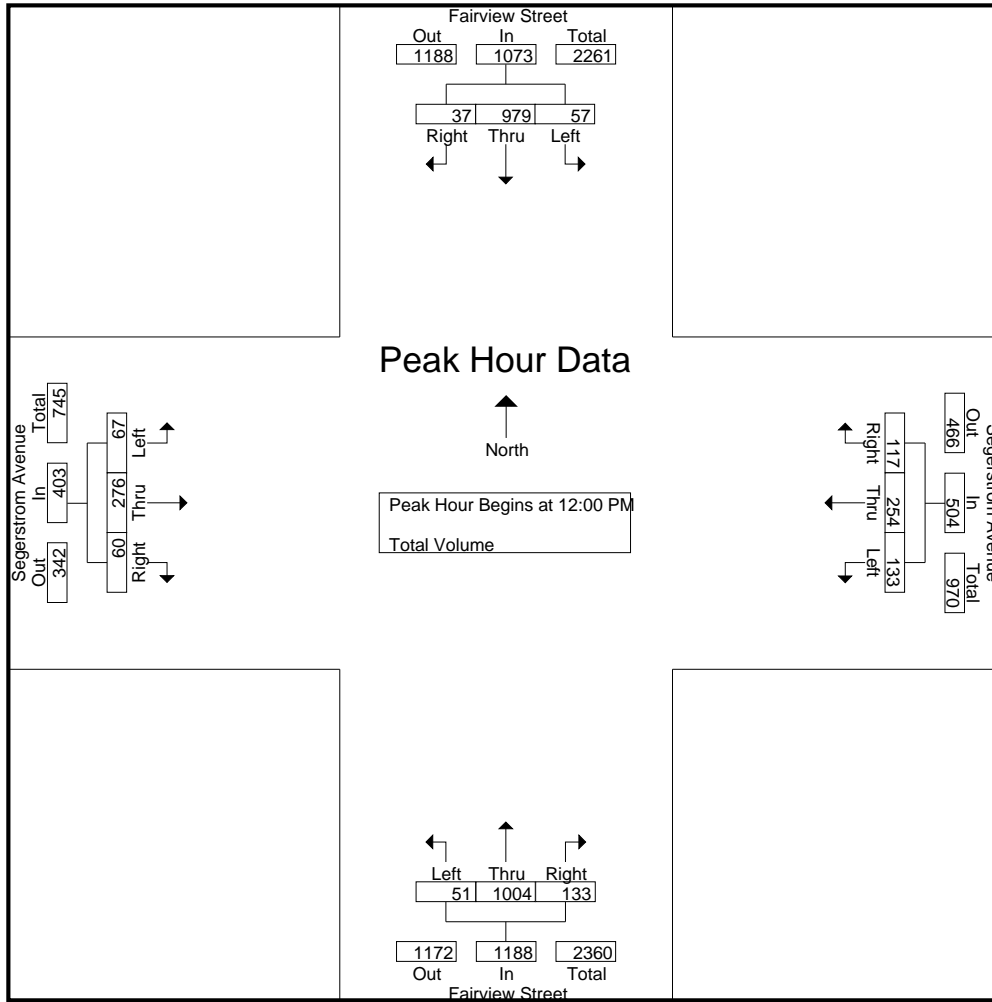 Fairview Street
Out In Total
1188 1073 2261
37 979 57
Right Thru Left
Peak Hour Data
North
Peak Hour Begins at 12:00 PM
Total Volume
Segerstrom Avenue
Total In Out
745 403 342
67 276 60
Left Thru Right
Segerstrom Avenue
Out In Total
466 504 970
117 254 133
Right Thru Left
Left Thru Right
51 1004 133
1172 1188 2360
Out In Total
Fairview Street